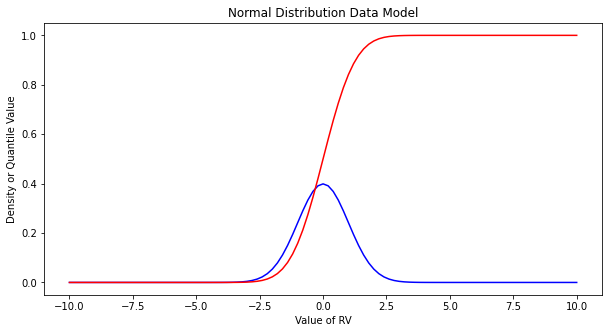 Normal Distribution Data Model
1.0
0.8
0.6
0.4
0.2
0.0
Density or Quantile Value
−10.0 −7.5 −5.0 −2.5 0.0 2.5 5.0 7.5 10.0
Value of RV